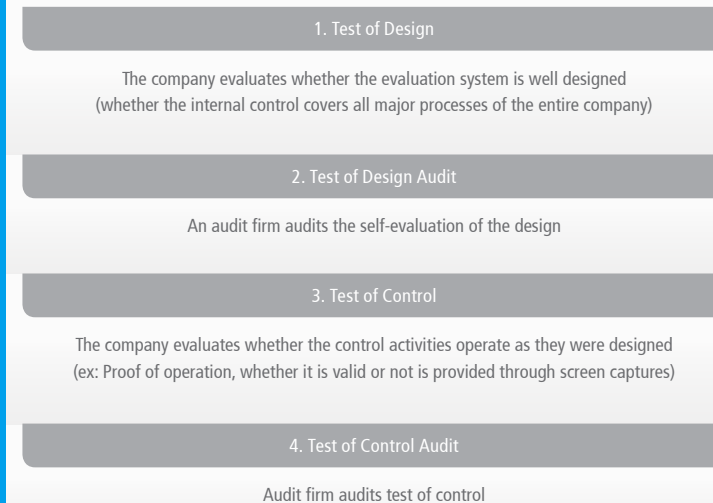 1. Test of Design
The company evaluates whether the evaluation system is well designed
(whether the internal control covers all major processes of the entire company)
2. Test of Design Audit
An audit firm audits the self-evaluation of the design
3. Test of Control
The company evaluates whether the control activities operate as they were designed
(ex: Proof of operation, whether it is valid or not is provided through screen captures)
4. Test of Control Audit
Audit firm audits test of control